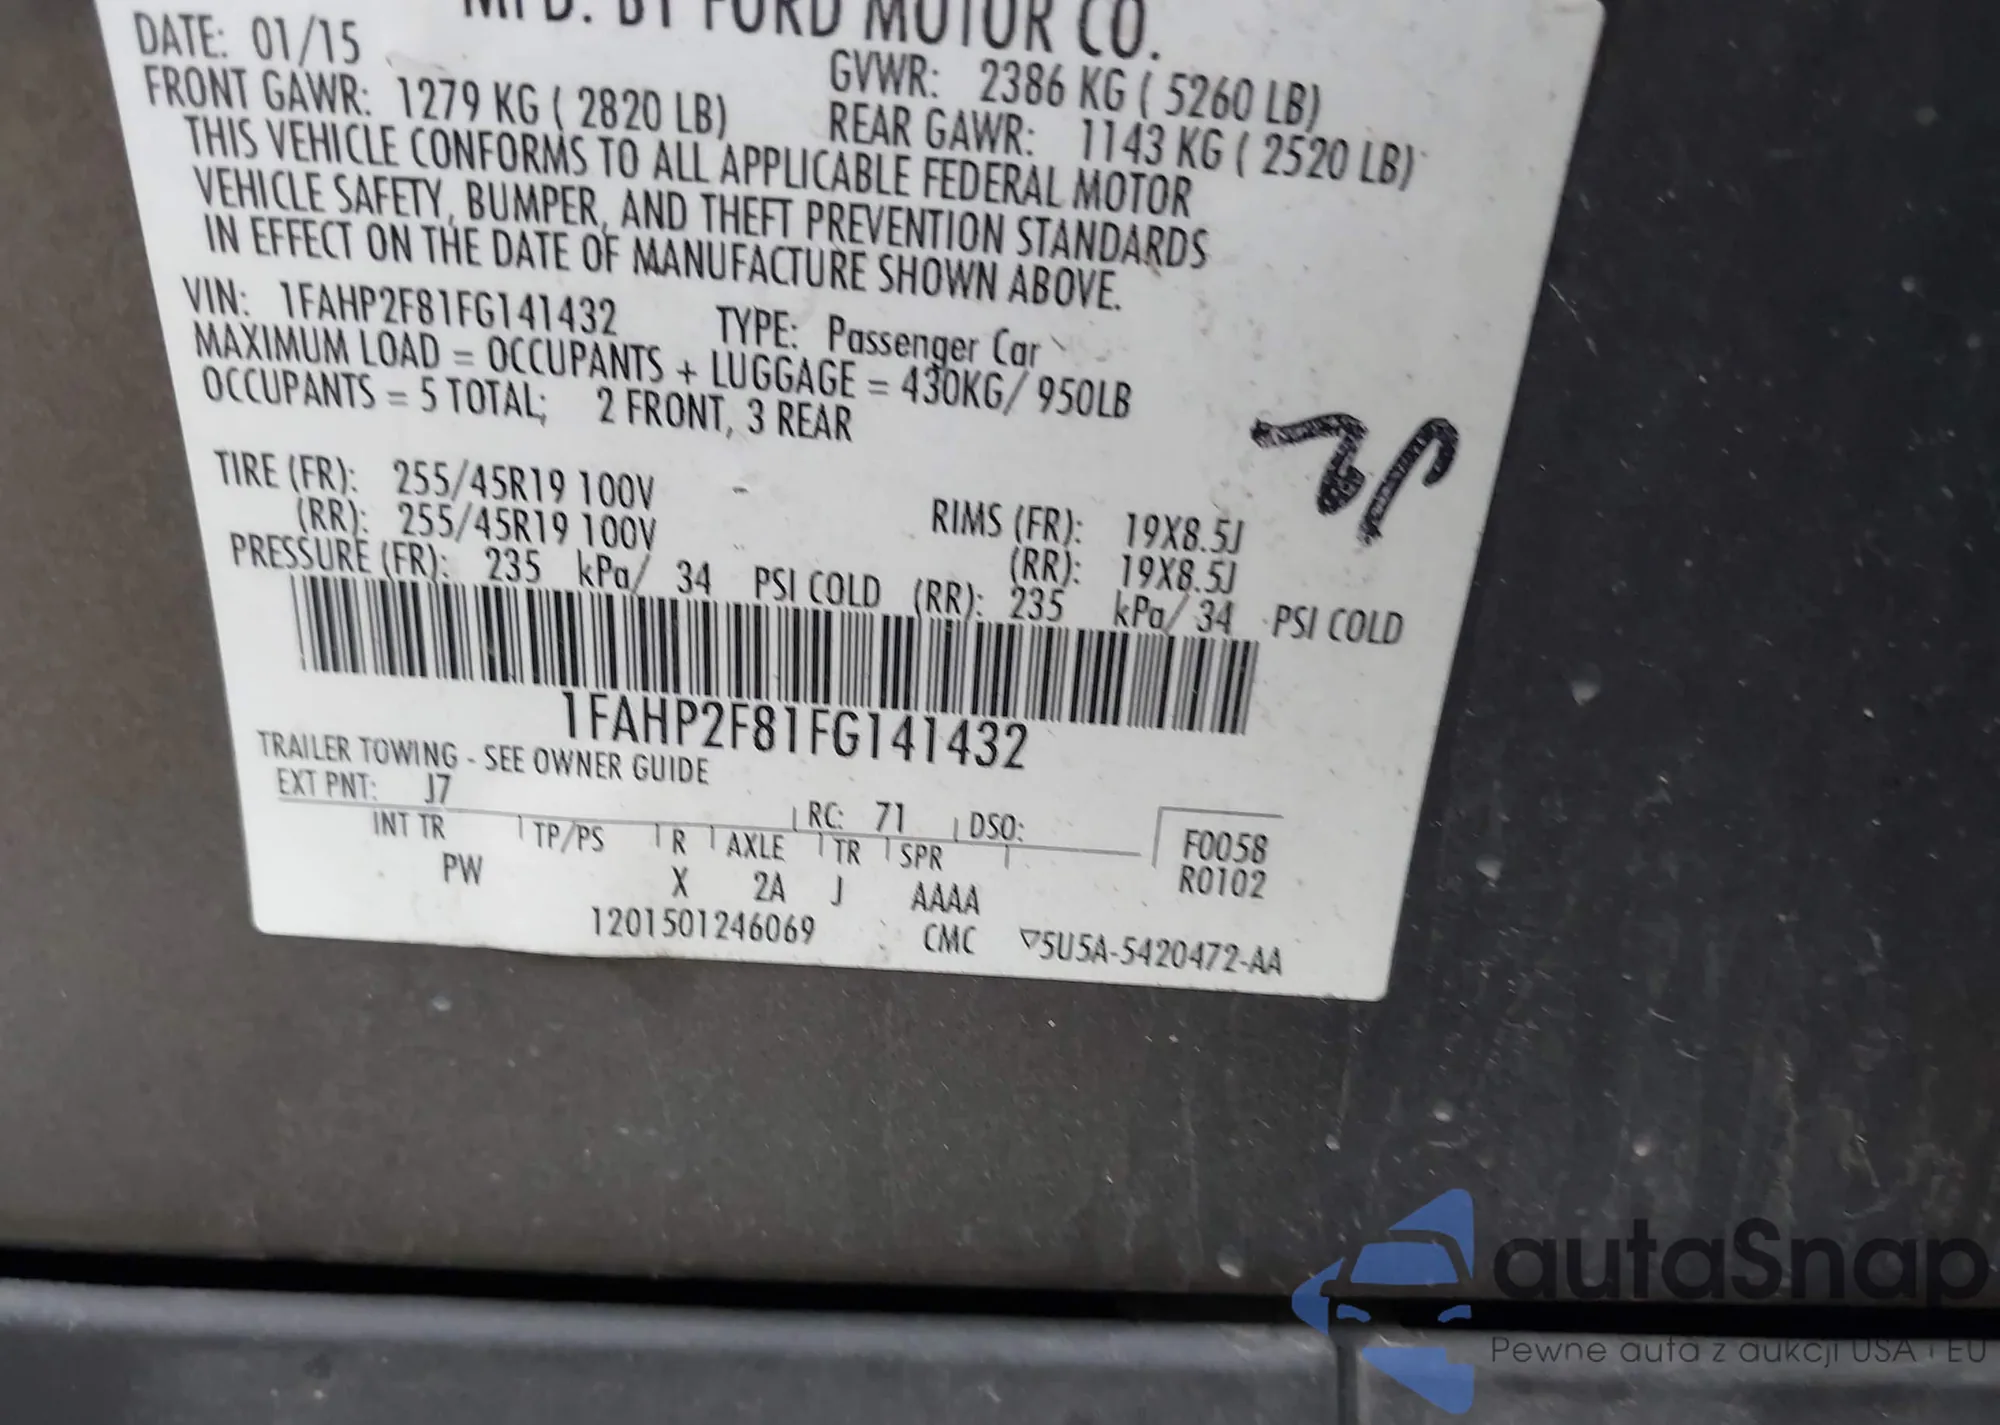 MFD. BY FORD MOTOR CO.
DATE: 01/15
GVWR: 2386 KG ( 5260 LB)
FRONT GAWR: 1279 KG ( 2820 LB)
REAR GAWR: 1143 KG ( 2520 LB)
THIS VEHICLE CONFORMS TO ALL APPLICABLE FEDERAL MOTOR
VEHICLE SAFETY, BUMPER, AND THEFT PREVENTION STANDARDS
IN EFFECT ON THE DATE OF MANUFACTURE SHOWN ABOVE.
VIN: 1FAHP2F81FG141432 TYPE: Passenger Car
MAXIMUM LOAD = OCCUPANTS + LUGGAGE = 430KG/ 950LB
OCCUPANTS = 5 TOTAL; 2 FRONT, 3 REAR
TIRE (FR): 255/45R19 100V RIMS (FR): 19X8.5J
(RR): 255/45R19 100V (RR): 19X8.5J
PRESSURE (FR): 235 kPa/ 34 PSI COLD (RR): 235 kPa/ 34 PSI COLD
1FAHP2F81FG141432
TRAILER TOWING - SEE OWNER GUIDE
EXT PNT: J7 RC: 71 DSO:
INT TR TP/PS R AXLE TR SPR F0058
PW X 2A J AAAA R0102
1201501246069 CMC ▽5U5A-5420472-AA
autaSnap
Pewne auta z aukcji USA i EU